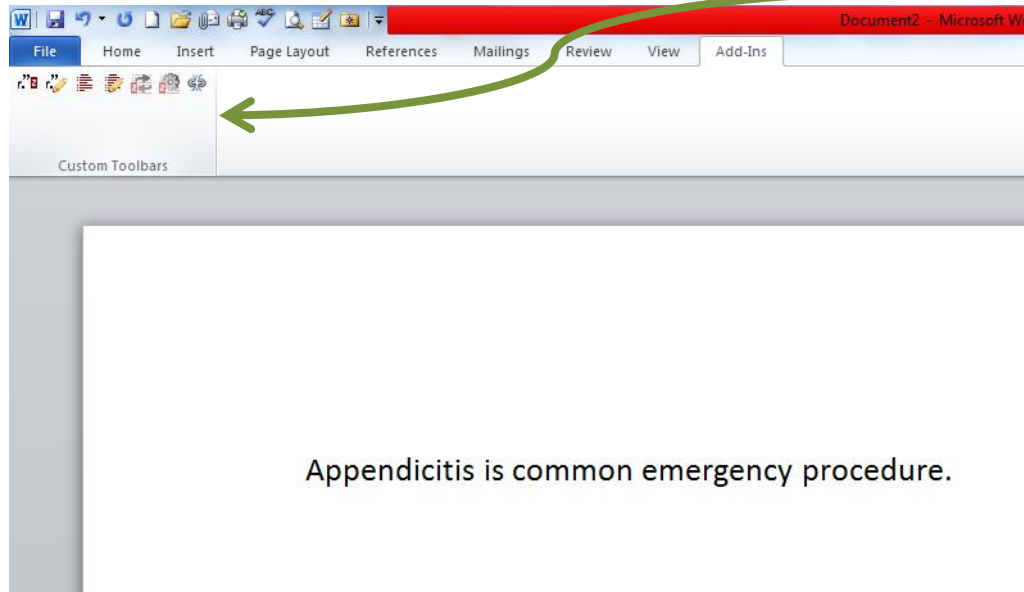 Document2 - Microsoft Wo
File Home Insert Page Layout References Mailings Review View Add-Ins
Custom Toolbars
Appendicitis is common emergency procedure.